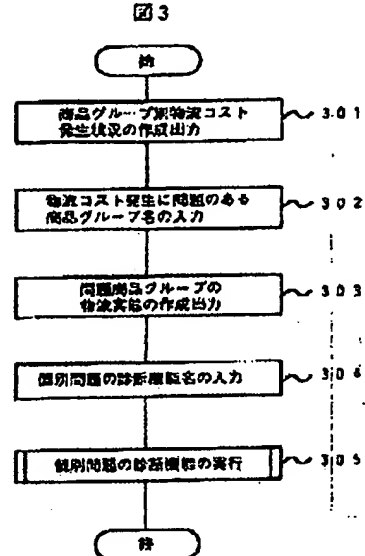 図3
始
商品グループ別物流コスト
発生状況の作成出力
301
物流コスト発生に問題のある
商品グループ名の入力
302
問題商品グループの
物流実態の作成出力
303
個別問題の診断機能名の入力
304
個別問題の診断機能の実行
305
終